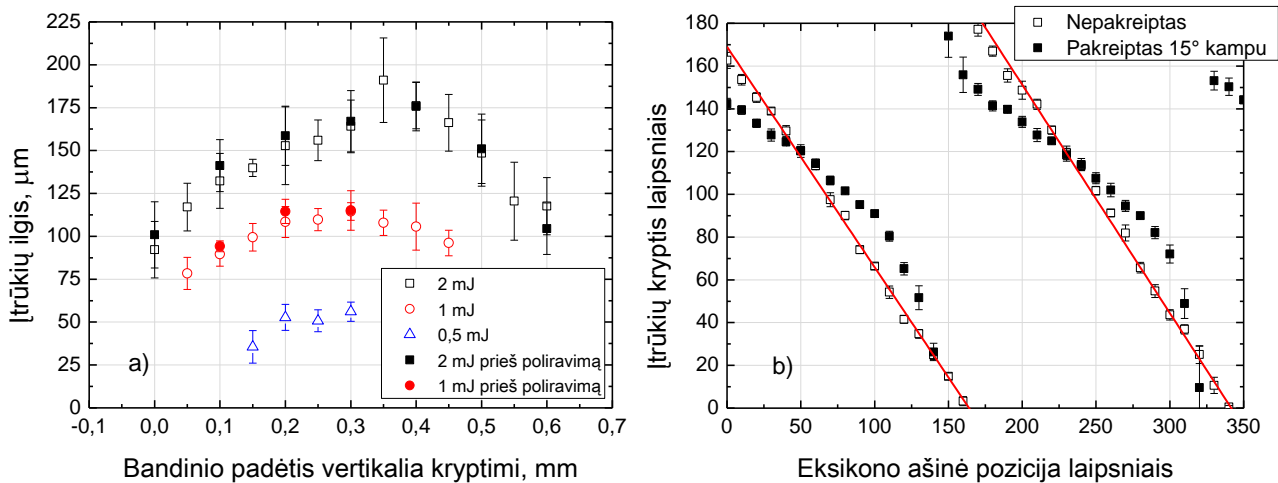 225
200
175
150
125
100
75
50
25
0
Įtrūkių ilgis, μm
a)
2 mJ
1 mJ
0,5 mJ
2 mJ prieš poliravimą
1 mJ prieš poliravimą
-0,1 0,0 0,1 0,2 0,3 0,4 0,5 0,6 0,7
Bandinio padėtis vertikalia kryptimi, mm
Nepakreiptas
Pakreiptas 15° kampu
180
160
140
120
100
80
60
40
20
0
Įtrūkių kryptis laipsniais
b)
0 50 100 150 200 250 300 350
Eksikono ašinė pozicija laipsniais